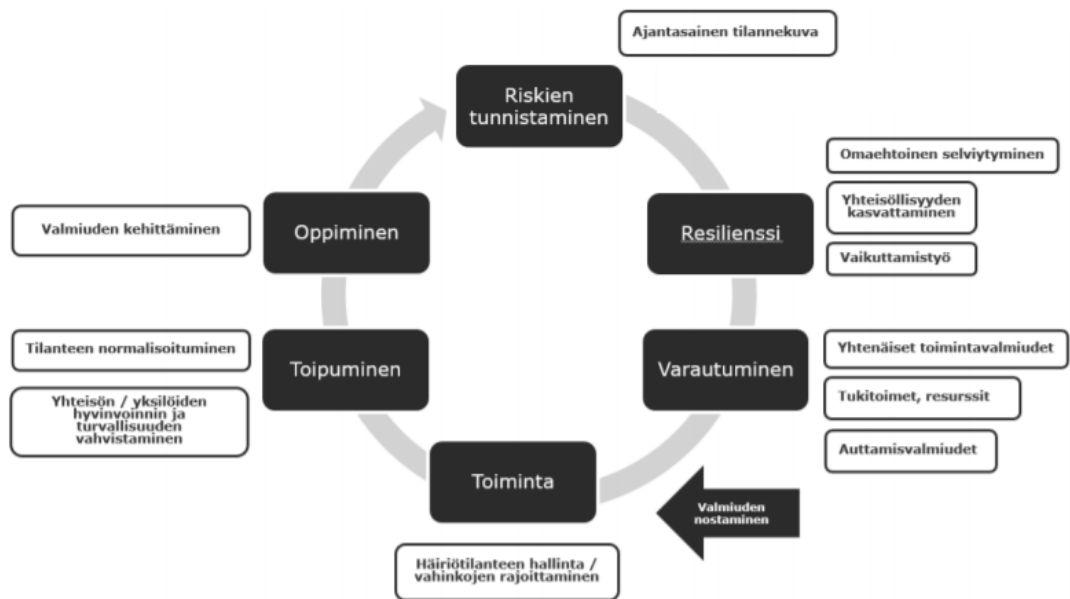 Ajantasainen tilannekuva
Riskien
tunnistaminen
Omaehtoinen selviytyminen
Yhteisöllisyyden
kasvattaminen
Resilienssi
Vaikuttamistyö
Valmiuden kehittäminen
Oppiminen
Tilanteen normalisoituminen
Toipuminen
Yhteisön / yksilöiden
hyvinvoinnin ja
turvallisuuden
vahvistaminen
Varautuminen
Yhtenäiset toimintavalmiudet
Tukitoimet, resurssit
Auttamisvalmiudet
Toiminta
Valmiuden
nostaminen
Häiriötilanteen hallinta /
vahinkojen rajoittaminen